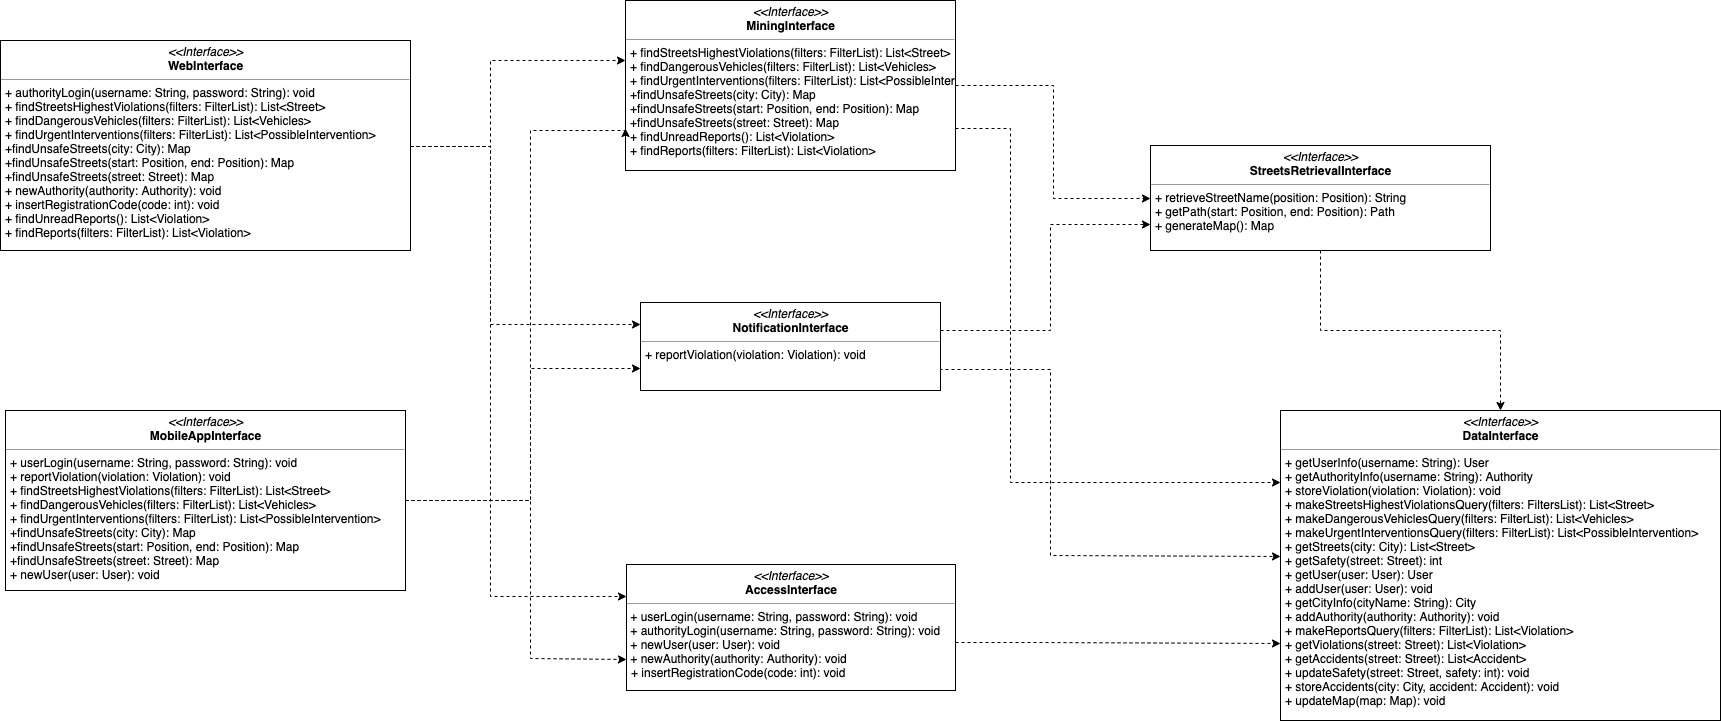 <<Interface>>
WebInterface
+ authorityLogin(username: String, password: String): void
+ findStreetsHighestViolations(filters: FilterList): List<Street>
+ findDangerousVehicles(filters: FilterList): List<Vehicles>
+ findUrgentInterventions(filters: FilterList): List<PossibleIntervention>
+findUnsafeStreets(city: City): Map
+findUnsafeStreets(start: Position, end: Position): Map
+findUnsafeStreets(street: Street): Map
+ newAuthority(authority: Authority): void
+ insertRegistrationCode(code: int): void
+ findUnreadReports(): List<Violation>
+ findReports(filters: FilterList): List<Violation>
<<Interface>>
MobileAppInterface
+ userLogin(username: String, password: String): void
+ reportViolation(violation: Violation): void
+ findStreetsHighestViolations(filters: FilterList): List<Street>
+ findDangerousVehicles(filters: FilterList): List<Vehicles>
+ findUrgentInterventions(filters: FilterList): List<PossibleIntervention>
+findUnsafeStreets(city: City): Map
+findUnsafeStreets(start: Position, end: Position): Map
+findUnsafeStreets(street: Street): Map
+ newUser(user: User): void
<<Interface>>
MiningInterface
+ findStreetsHighestViolations(filters: FilterList): List<Street>
+ findDangerousVehicles(filters: FilterList): List<Vehicles>
+ findUrgentInterventions(filters: FilterList): List<PossibleInter
+findUnsafeStreets(city: City): Map
+findUnsafeStreets(start: Position, end: Position): Map
+findUnsafeStreets(street: Street): Map
+ findUnreadReports(): List<Violation>
+ findReports(filters: FilterList): List<Violation>
<<Interface>>
NotificationInterface
+ reportViolation(violation: Violation): void
<<Interface>>
AccessInterface
+ userLogin(username: String, password: String): void
+ authorityLogin(username: String, password: String): void
+ newUser(user: User): void
+ newAuthority(authority: Authority): void
+ insertRegistrationCode(code: int): void
<<Interface>>
StreetsRetrievalInterface
+ retrieveStreetName(position: Position): String
+ getPath(start: Position, end: Position): Path
+ generateMap(): Map
<<Interface>>
DataInterface
+ getUserInfo(username: String): User
+ getAuthorityInfo(username: String): Authority
+ storeViolation(violation: Violation): void
+ makeStreetsHighestViolationsQuery(filters: FiltersList): List<Street>
+ makeDangerousVehiclesQuery(filters: FilterList): List<Vehicles>
+ makeUrgentInterventionsQuery(filters: FilterList): List<PossibleIntervention>
+ getStreets(city: City): List<Street>
+ getSafety(street: Street): int
+ getUser(user: User): User
+ addUser(user: User): void
+ getCityInfo(cityName: String): City
+ addAuthority(authority: Authority): void
+ makeReportsQuery(filters: FilterList): List<Violation>
+ getViolations(street: Street): List<Violation>
+ getAccidents(street: Street): List<Accident>
+ updateSafety(street: Street, safety: int): void
+ storeAccidents(city: City, accident: Accident): void
+ updateMap(map: Map): void